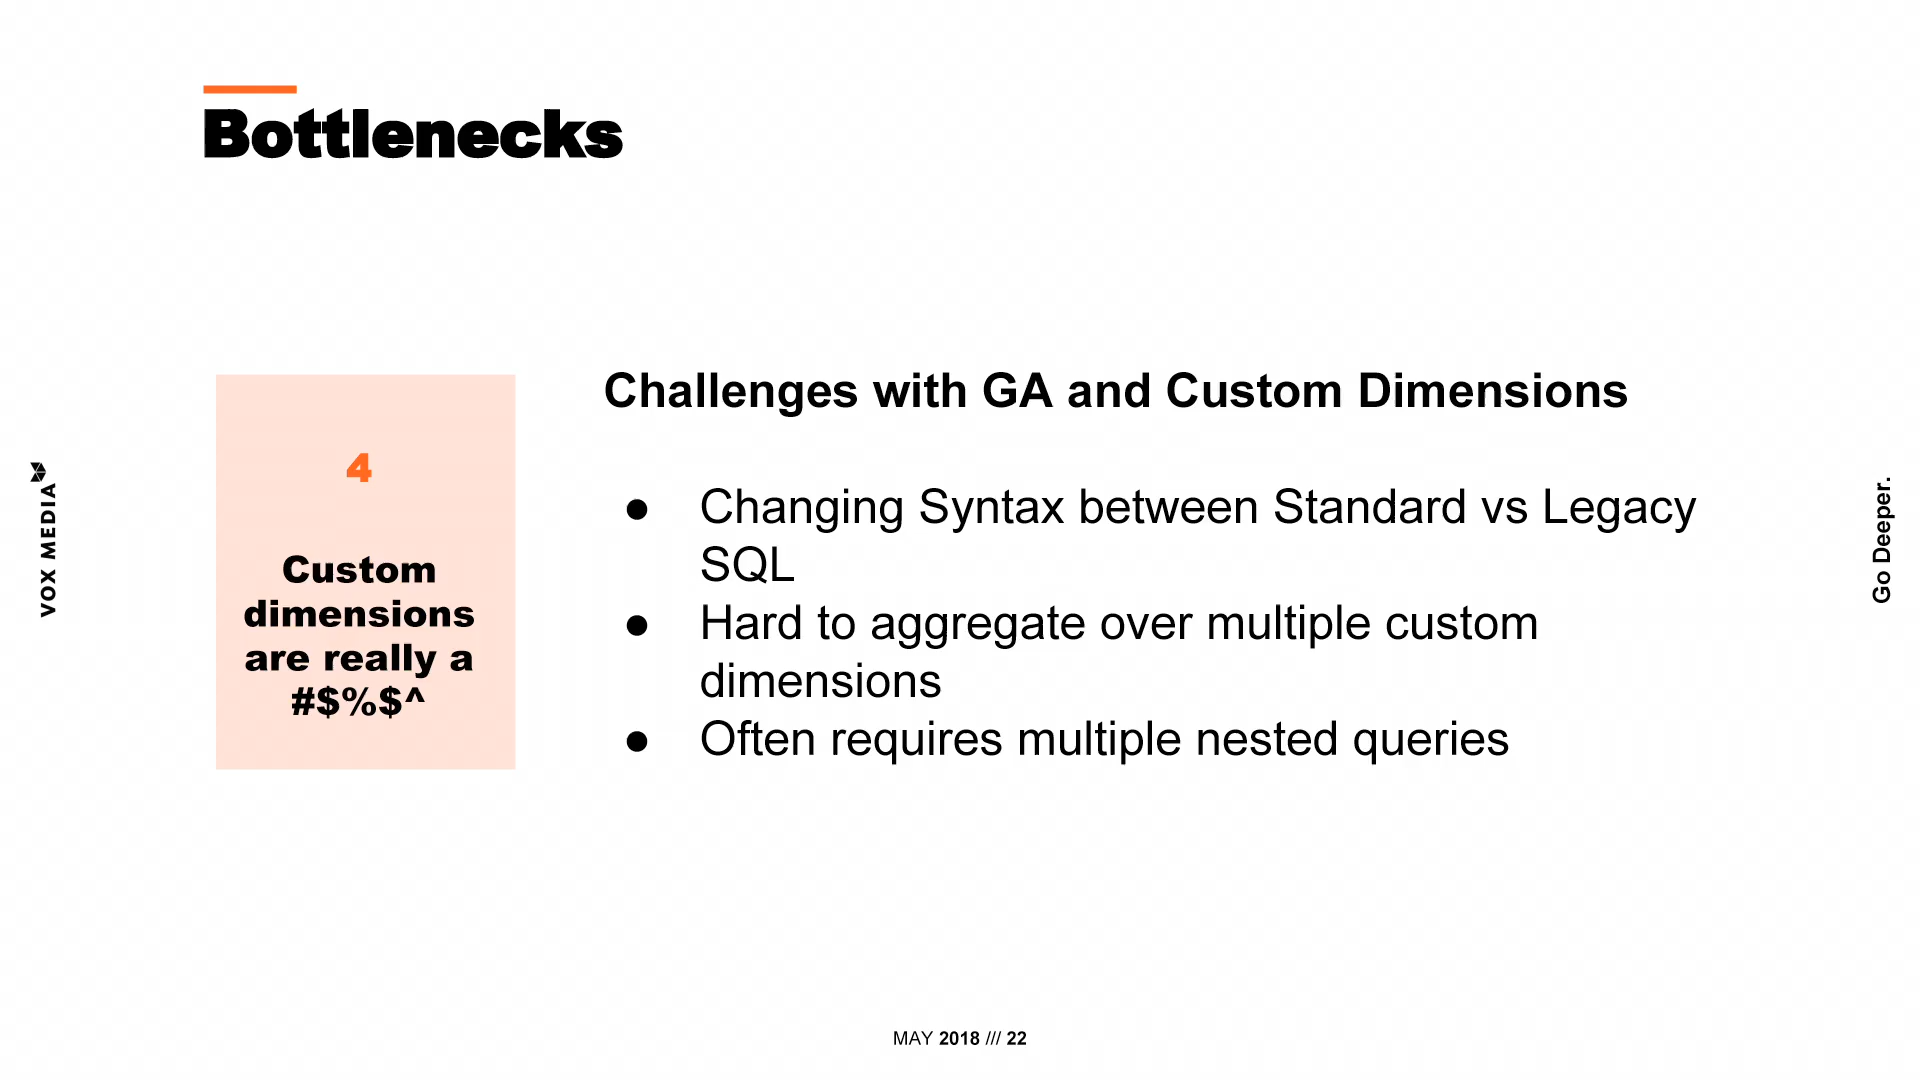 Bottlenecks
4
Custom
dimensions
are really a
#$%$^
Challenges with GA and Custom Dimensions
● Changing Syntax between Standard vs Legacy
SQL
● Hard to aggregate over multiple custom
dimensions
● Often requires multiple nested queries
VOX MEDIA
Go Deeper.
MAY 2018 /// 22